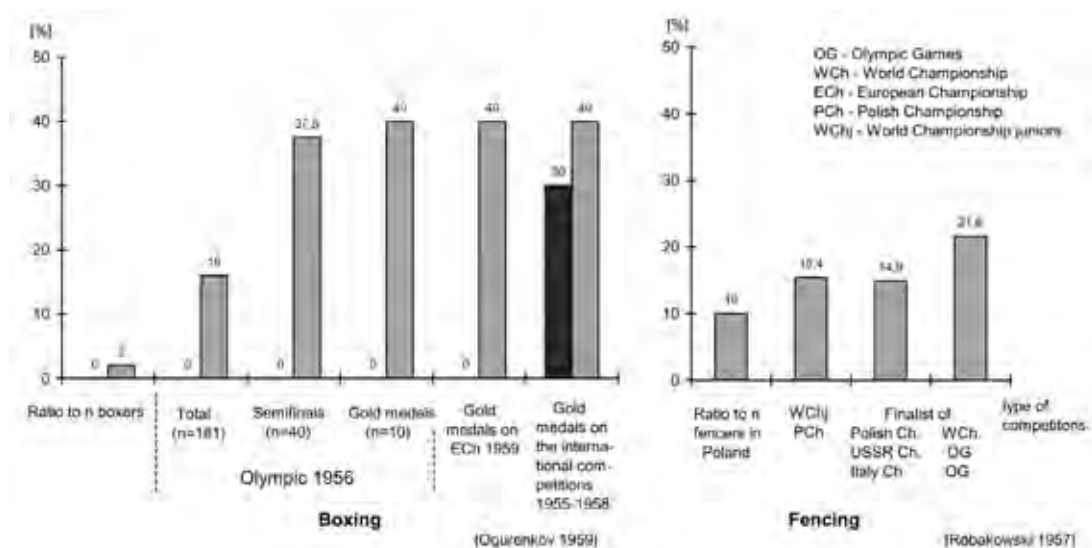 [%]
50
40
30
20
10
0
0
2
0
16
0
37,5
0
40
0
40
30
40
Ratio to n boxers
Total
(n=181)
Semifinals
(n=40)
Gold medals
(n=10)
Gold
medals on
ECh 1959
Gold
medals on
the interna-
tional com-
petitions
1955-1958
Olympic 1956
Boxing
[Ogurenkov 1959]
[%]
50
40
30
20
10
0
OG - Olympic Games
WCh - World Championship
ECh - European Championship
PCh - Polish Championship
WChj - World Championship juniors
10
14,9
21,6
Ratio to n
fencers in
Poland
WChj
PCh
Finalist of
Polish Ch.
USSR Ch.
Italy Ch
WCh.
OG
OG
type of
competitions
Fencing
[Robakowski 1957]